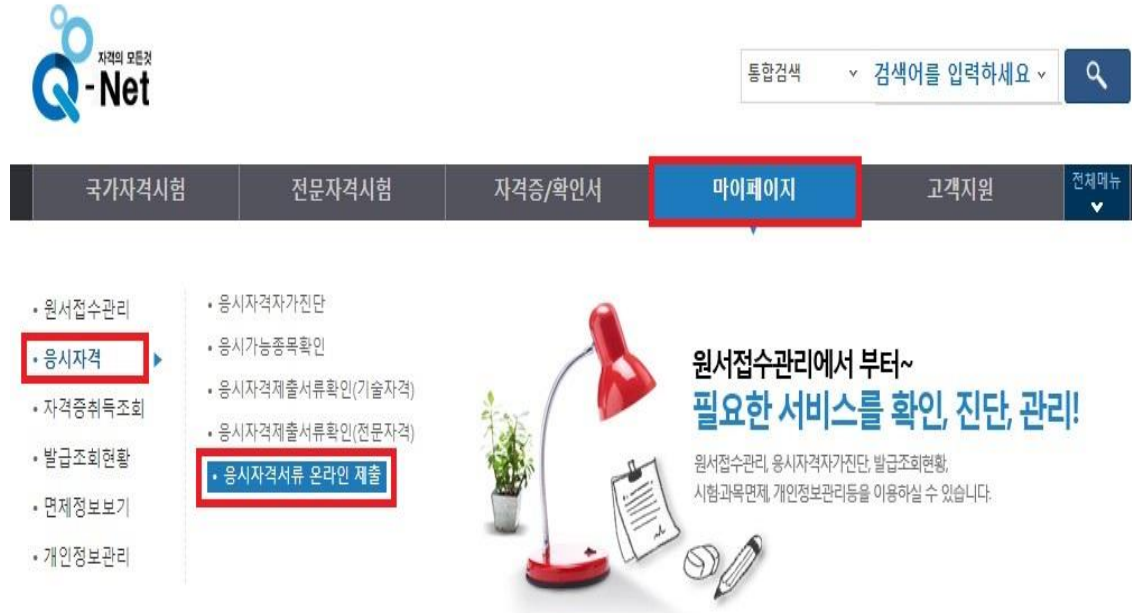 자격의 모든것
Q-Net
통합검색 검색어를 입력하세요
국가자격시험 전문자격시험 자격증/확인서 마이페이지 고객지원 전체메뉴
• 원서접수관리
• 응시자격
• 자격증취득조회
• 발급조회현황
• 면제정보보기
• 개인정보관리
• 응시자격자가진단
• 응시가능종목확인
• 응시자격제출서류확인(기술자격)
• 응시자격제출서류확인(전문자격)
• 응시자격서류 온라인 제출
원서접수관리에서 부터~
필요한 서비스를 확인, 진단, 관리!
원서접수관리, 응시자격자가진단, 발급조회현황,
시험과목면제, 개인정보관리등을 이용하실 수 있습니다.